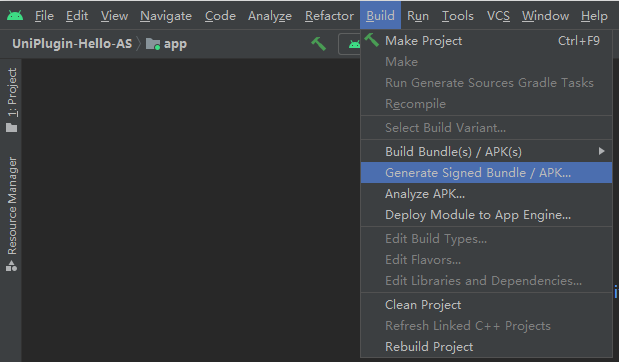 File Edit View Navigate Code Analyze Refactor Build Run Tools VCS Window Help
UniPlugin-Hello-AS app
1: Project
Resource Manager
Make Project Ctrl+F9
Make
Run Generate Sources Gradle Tasks
Recompile
Select Build Variant...
Build Bundle(s) / APK(s)
Generate Signed Bundle / APK...
Analyze APK...
Deploy Module to App Engine...
Edit Build Types...
Edit Flavors...
Edit Libraries and Dependencies...
Clean Project
Refresh Linked C++ Projects
Rebuild Project